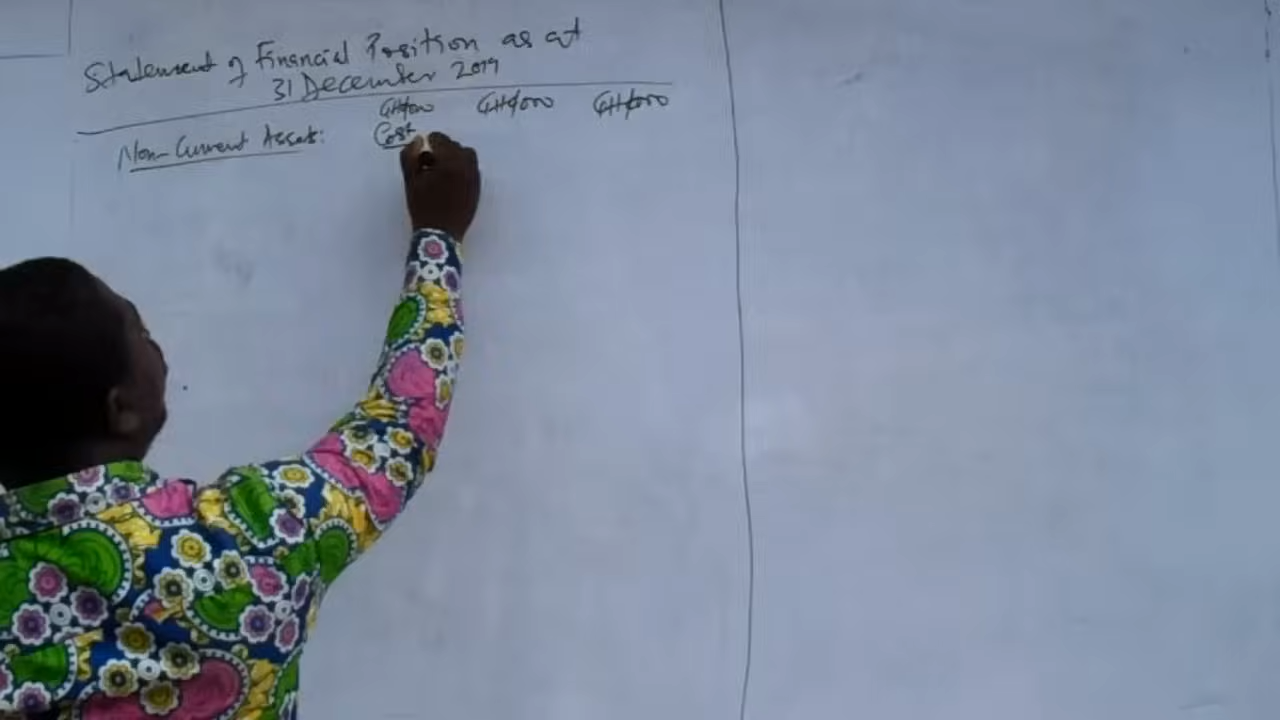 Statement of Financial Position as at
31 December 2019
GH¢000 GH¢000 GH¢000
Non-Current Assets: Cost